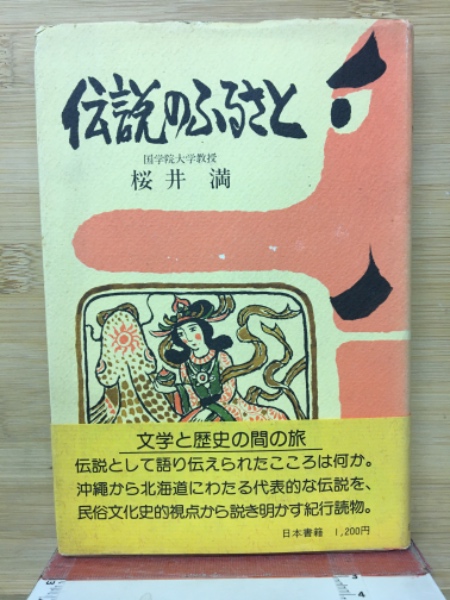 伝説のふるさと
国学院大学教授
桜井 満
文学と歴史の間の旅
伝説として語り伝えられたこころは何か。
沖縄から北海道にわたる代表的な伝説を、
民俗文化史的視点から説き明かす紀行読物。
日本書籍 1,200円
3
4